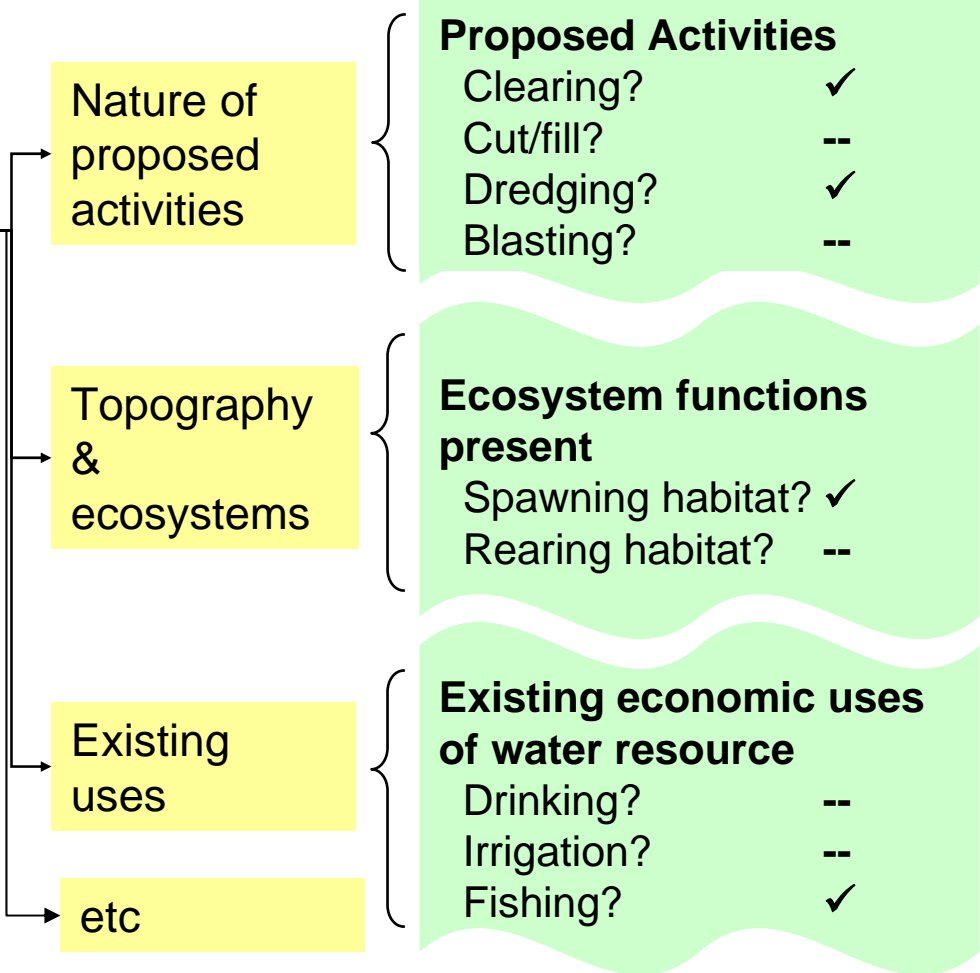 Nature of
proposed
activities
Proposed Activities
Clearing? ✓
Cut/fill? --
Dredging? ✓
Blasting? --
Topography
&
ecosystems
Ecosystem functions
present
Spawning habitat? ✓
Rearing habitat? --
Existing
uses
Existing economic uses
of water resource
Drinking? --
Irrigation? --
Fishing? ✓
etc